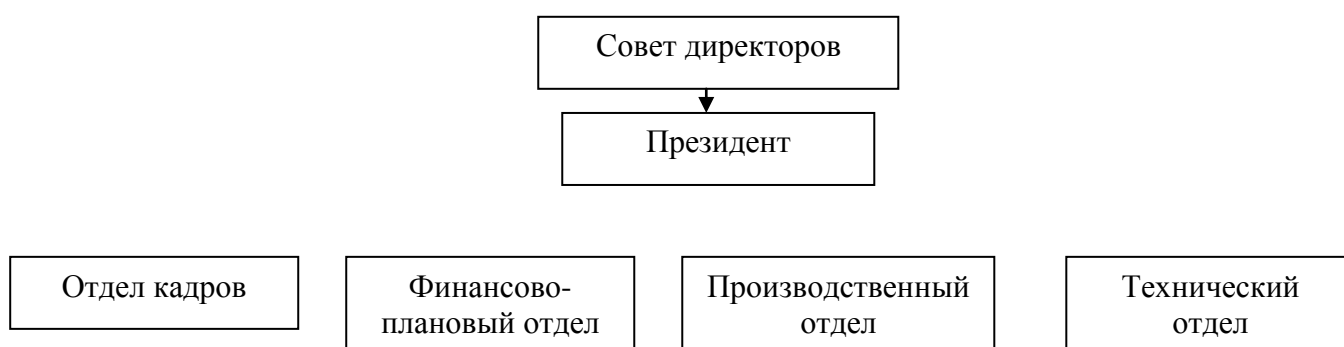 Совет директоров
Президент
Отдел кадров
Финансово-
плановый отдел
Производственный
отдел
Технический
отдел